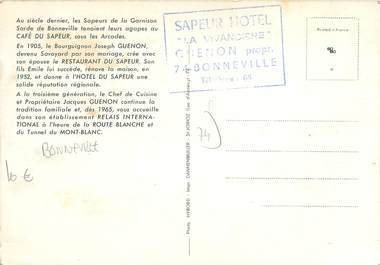 Au siècle dernier, les Sapeurs de la Garnison
Sarde de Bonneville tenaient leurs agapes au
CAFÉ DU SAPEUR, sous les Arcades.
En 1905, le Bourguignon Joseph GUENON,
devenu Savoyard par son mariage, crée avec
son épouse le RESTAURANT DU SAPEUR. Son
fils Émile lui succède, rénove la maison, en
1952, et donne à l'HOTEL DU SAPEUR une
solide réputation régionale.
A la troisième génération, le Chef de Cuisine
et Propriétaire Jacques GUENON continue la
tradition familiale et, dès 1965, vous accueille
dans son établissement RELAIS INTERNA-
TIONAL à l'heure de la ROUTE BLANCHE et
du Tunnel du MONT-BLANC.
SAPEUR HOTEL
"LA VIVANDIERE"
GUENON propr.
74 BONNEVILLE
74
Bonneville
10 €